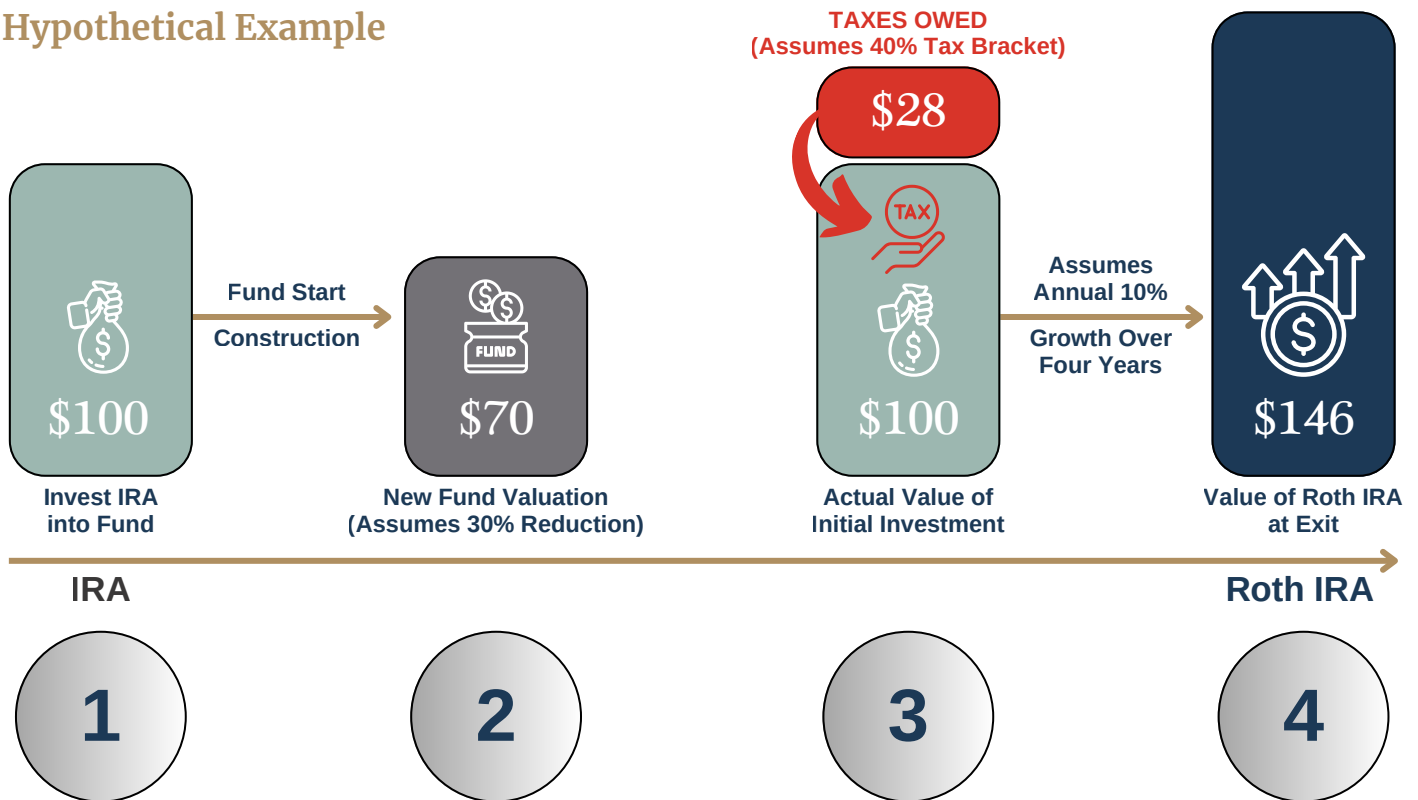 Hypothetical Example
TAXES OWED
(Assumes 40% Tax Bracket)
$28
TAX
Fund Start
Construction
FUND
Assumes
Annual 10%
Growth Over
Four Years
$100
$70
$100
$146
Invest IRA
into Fund
New Fund Valuation
(Assumes 30% Reduction)
Actual Value of
Initial Investment
Value of Roth IRA
at Exit
IRA
Roth IRA
1
2
3
4